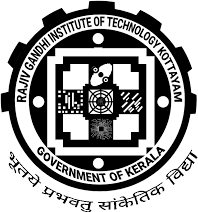 RAJIV GANDHI INSTITUTE OF TECHNOLOGY KOTTAYAM
GOVERNMENT OF KERALA
भूतये प्रभवतु सांकेतिक विद्या